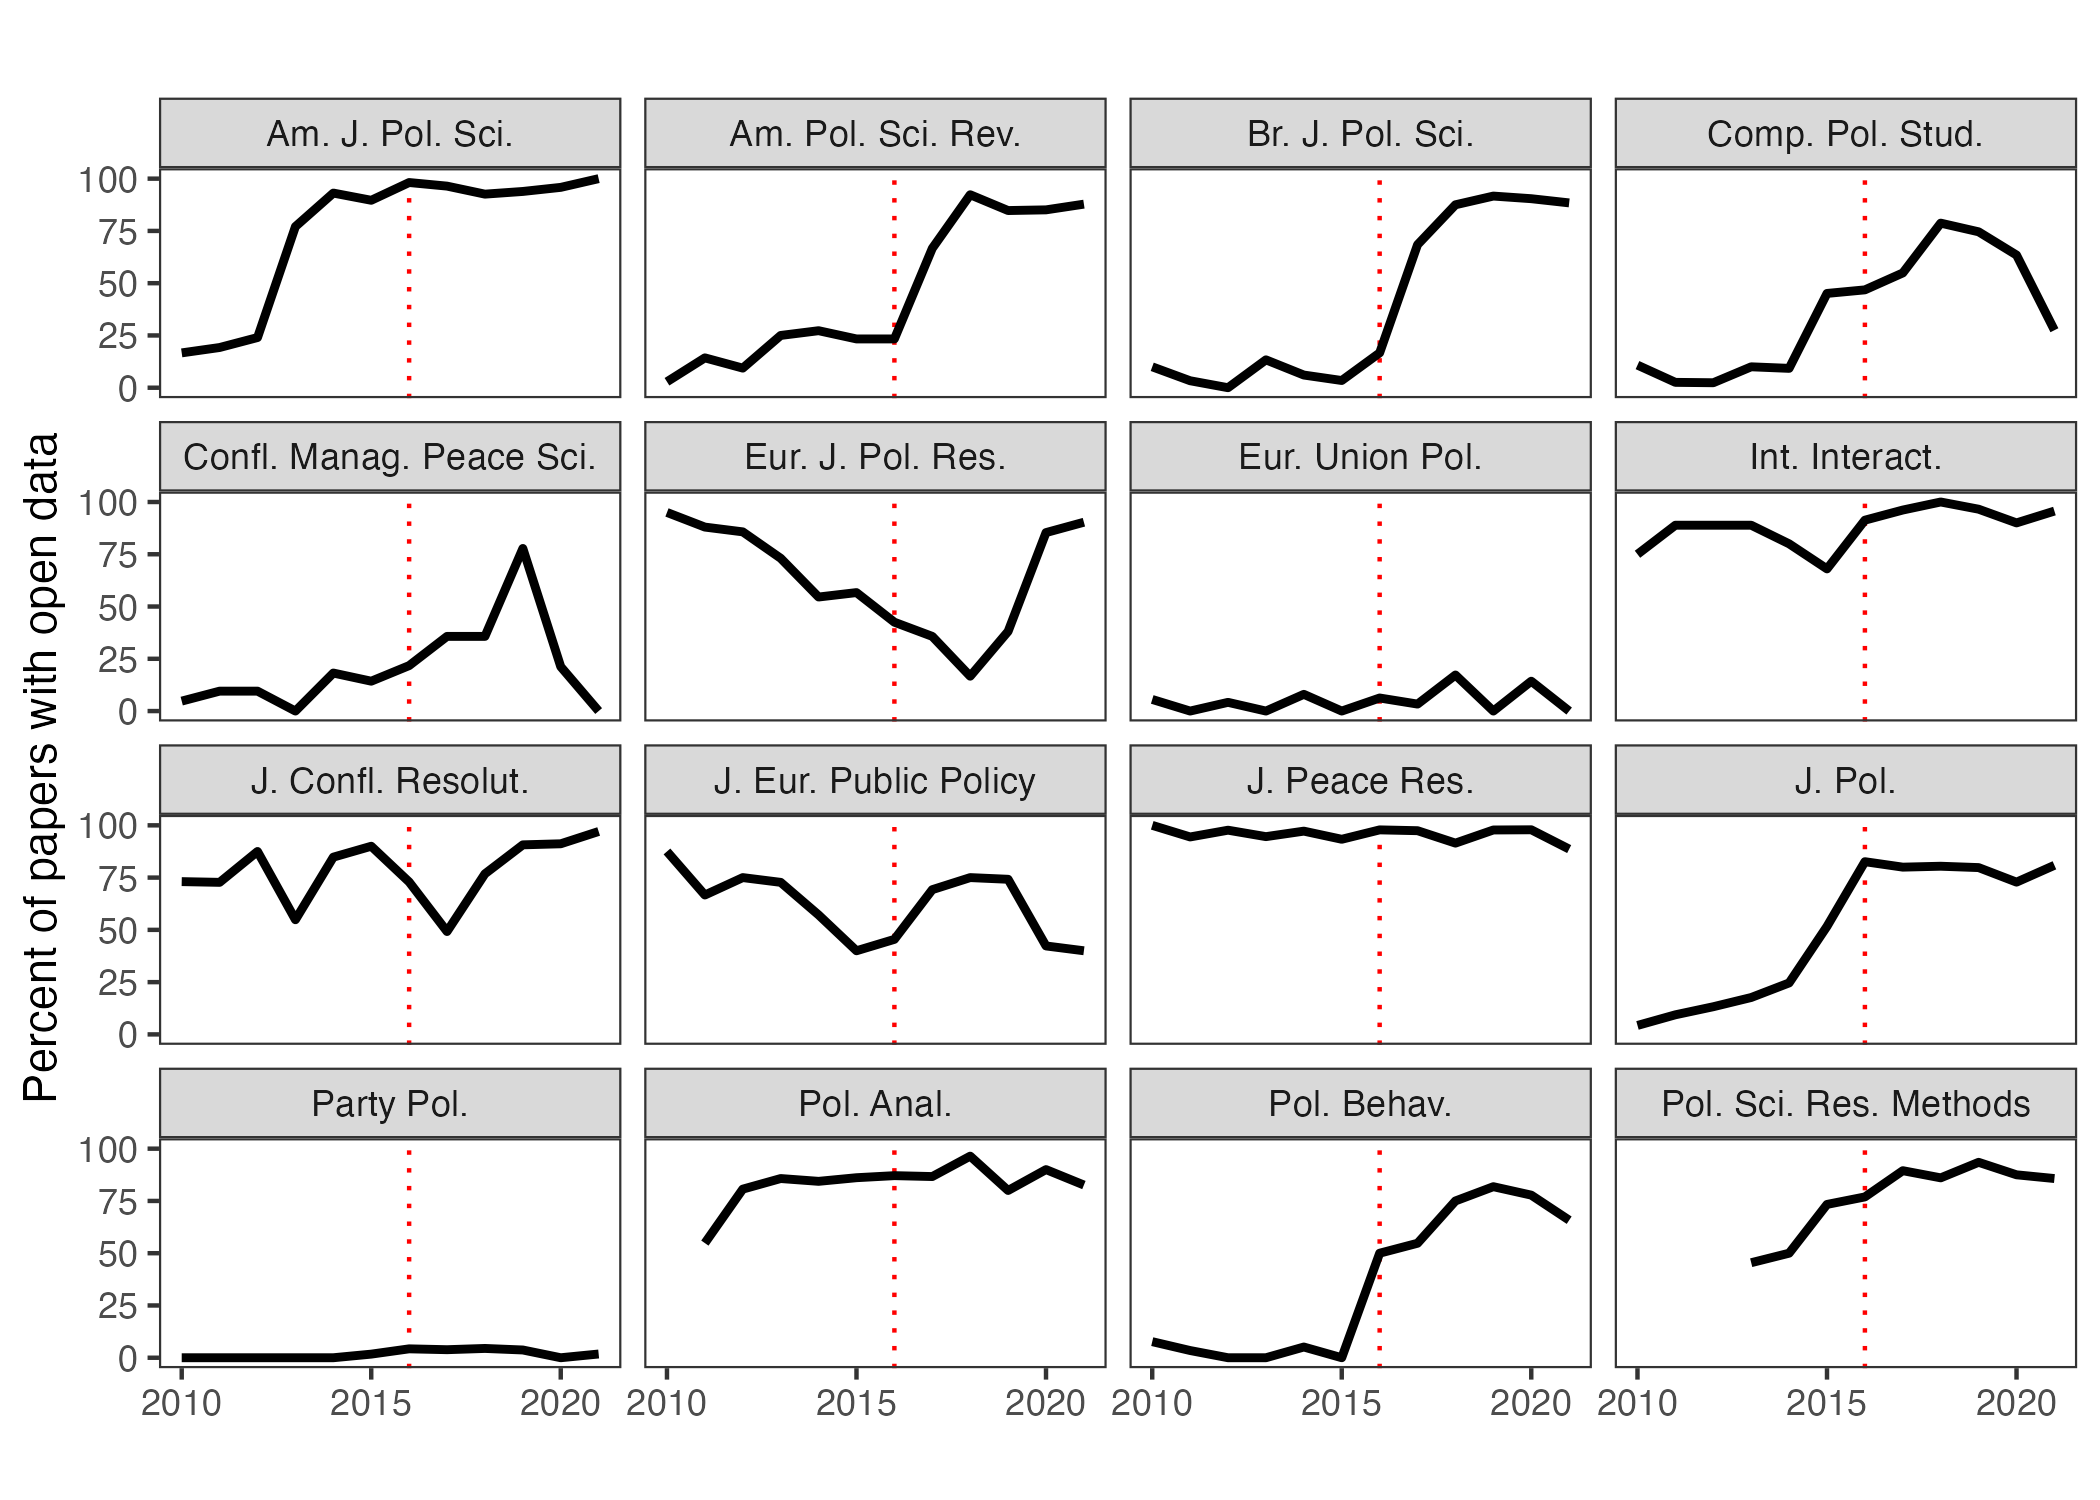 Percent of papers with open data
Am. J. Pol. Sci.
Am. Pol. Sci. Rev.
Br. J. Pol. Sci.
Comp. Pol. Stud.
100
75
50
25
0
Confl. Manag. Peace Sci.
Eur. J. Pol. Res.
Eur. Union Pol.
Int. Interact.
100
75
50
25
0
J. Confl. Resolut.
J. Eur. Public Policy
J. Peace Res.
J. Pol.
100
75
50
25
0
Party Pol.
Pol. Anal.
Pol. Behav.
Pol. Sci. Res. Methods
100
75
50
25
0
2010 2015 2020 2010 2015 2020 2010 2015 2020 2010 2015 2020